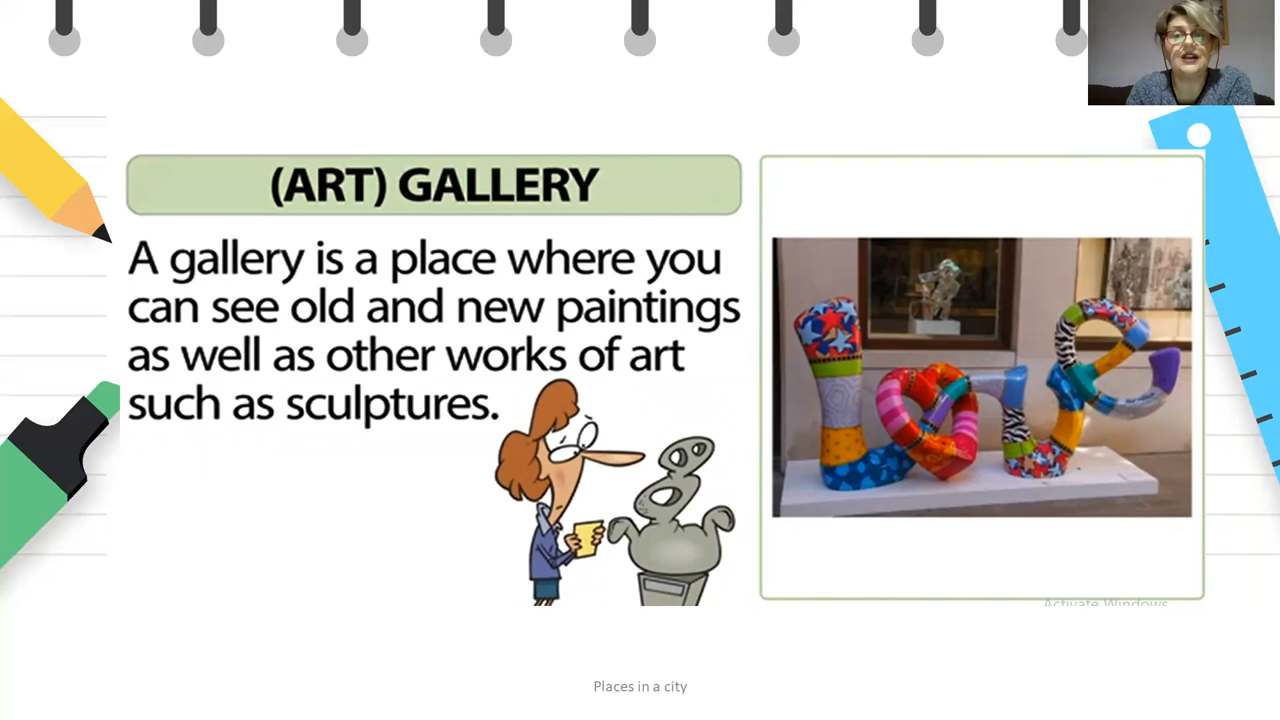 (ART) GALLERY
A gallery is a place where you
can see old and new paintings
as well as other works of art
such as sculptures.
Activate Windows
Places in a city